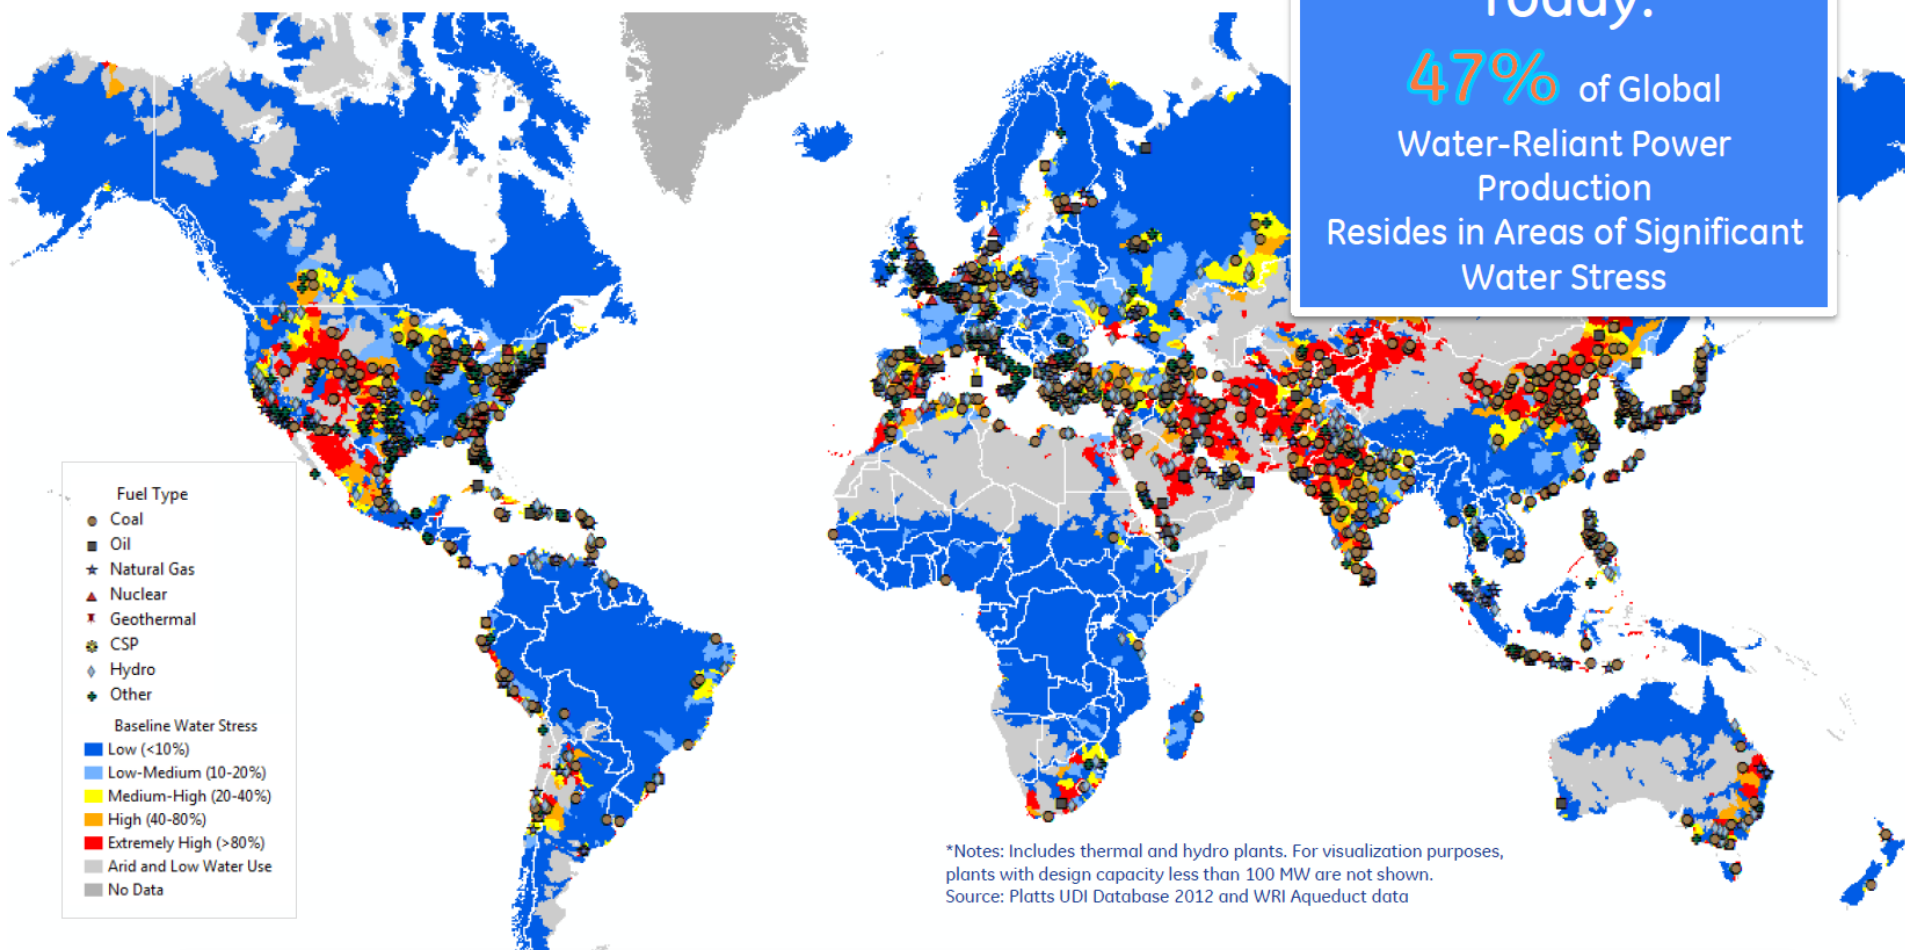 Today:
47% of Global
Water-Reliant Power
Production
Resides in Areas of Significant
Water Stress
Fuel Type
Coal
Oil
Natural Gas
Nuclear
Geothermal
CSP
Hydro
Other
Baseline Water Stress
Low (<10%)
Low-Medium (10-20%)
Medium-High (20-40%)
High (40-80%)
Extremely High (>80%)
Arid and Low Water Use
No Data
*Notes: Includes thermal and hydro plants. For visualization purposes,
plants with design capacity less than 100 MW are not shown.
Source: Platts UDI Database 2012 and WRI Aqueduct data